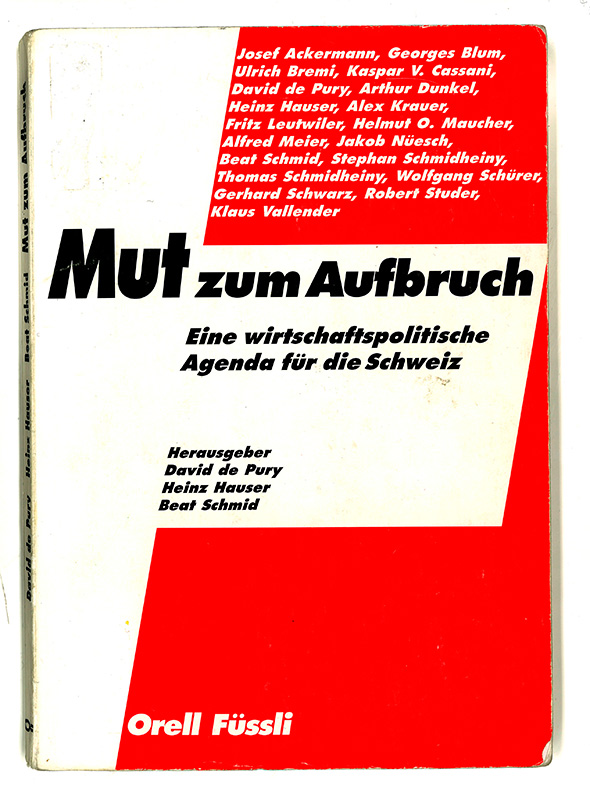 Josef Ackermann, Georges Blum,
Ulrich Bremi, Kaspar V. Cassani,
David de Pury, Arthur Dunkel,
Heinz Hauser, Alex Krauer,
Fritz Leutwiler, Helmut O. Maucher,
Alfred Meier, Jakob Nüesch,
Beat Schmid, Stephan Schmidheiny,
Thomas Schmidheiny, Wolfgang Schürer,
Gerhard Schwarz, Robert Studer,
Klaus Vallender
Mut zum Aufbruch
Eine wirtschaftspolitische
Agenda für die Schweiz
Herausgeber
David de Pury
Heinz Hauser
Beat Schmid
Orell Füssli
David de Pury Heinz Hauser Beat Schmid Mut zum Aufbruch